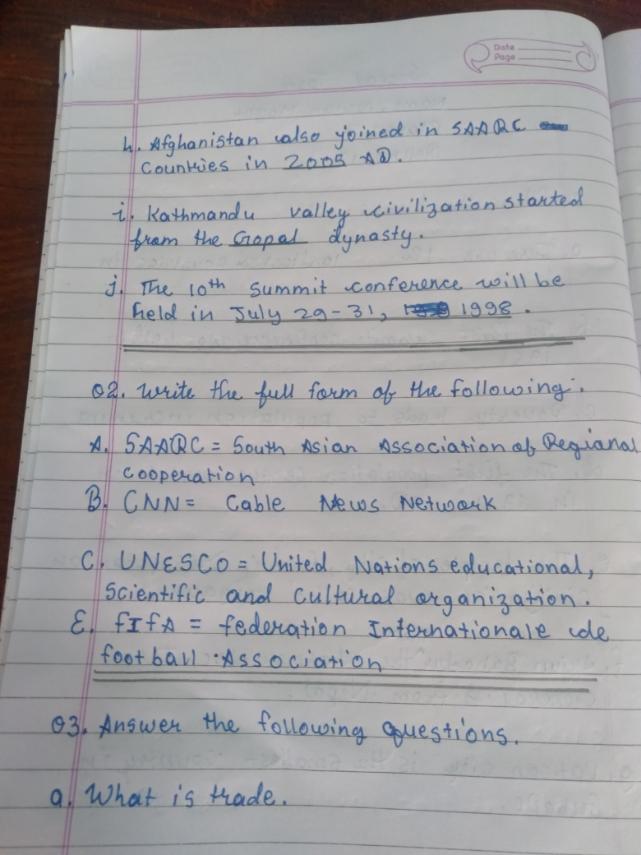 Date
Page
h. Afghanistan also joined in SAARC
Countries in 2005 AD.
i. Kathmandu valley civilization started
from the Gopal dynasty.
j. The 10th Summit conference will be
held in July 29-31, 1998.
Q2. Write the full form of the following:.
A. SAARC = South Asian Association of Regional
cooperation
B. CNN = Cable News Network
C. UNESCO = United Nations educational,
Scientific and Cultural organization.
E. fIfA = federation Internationale de
football Association
Q3. Answer the following questions.
a. What is trade.